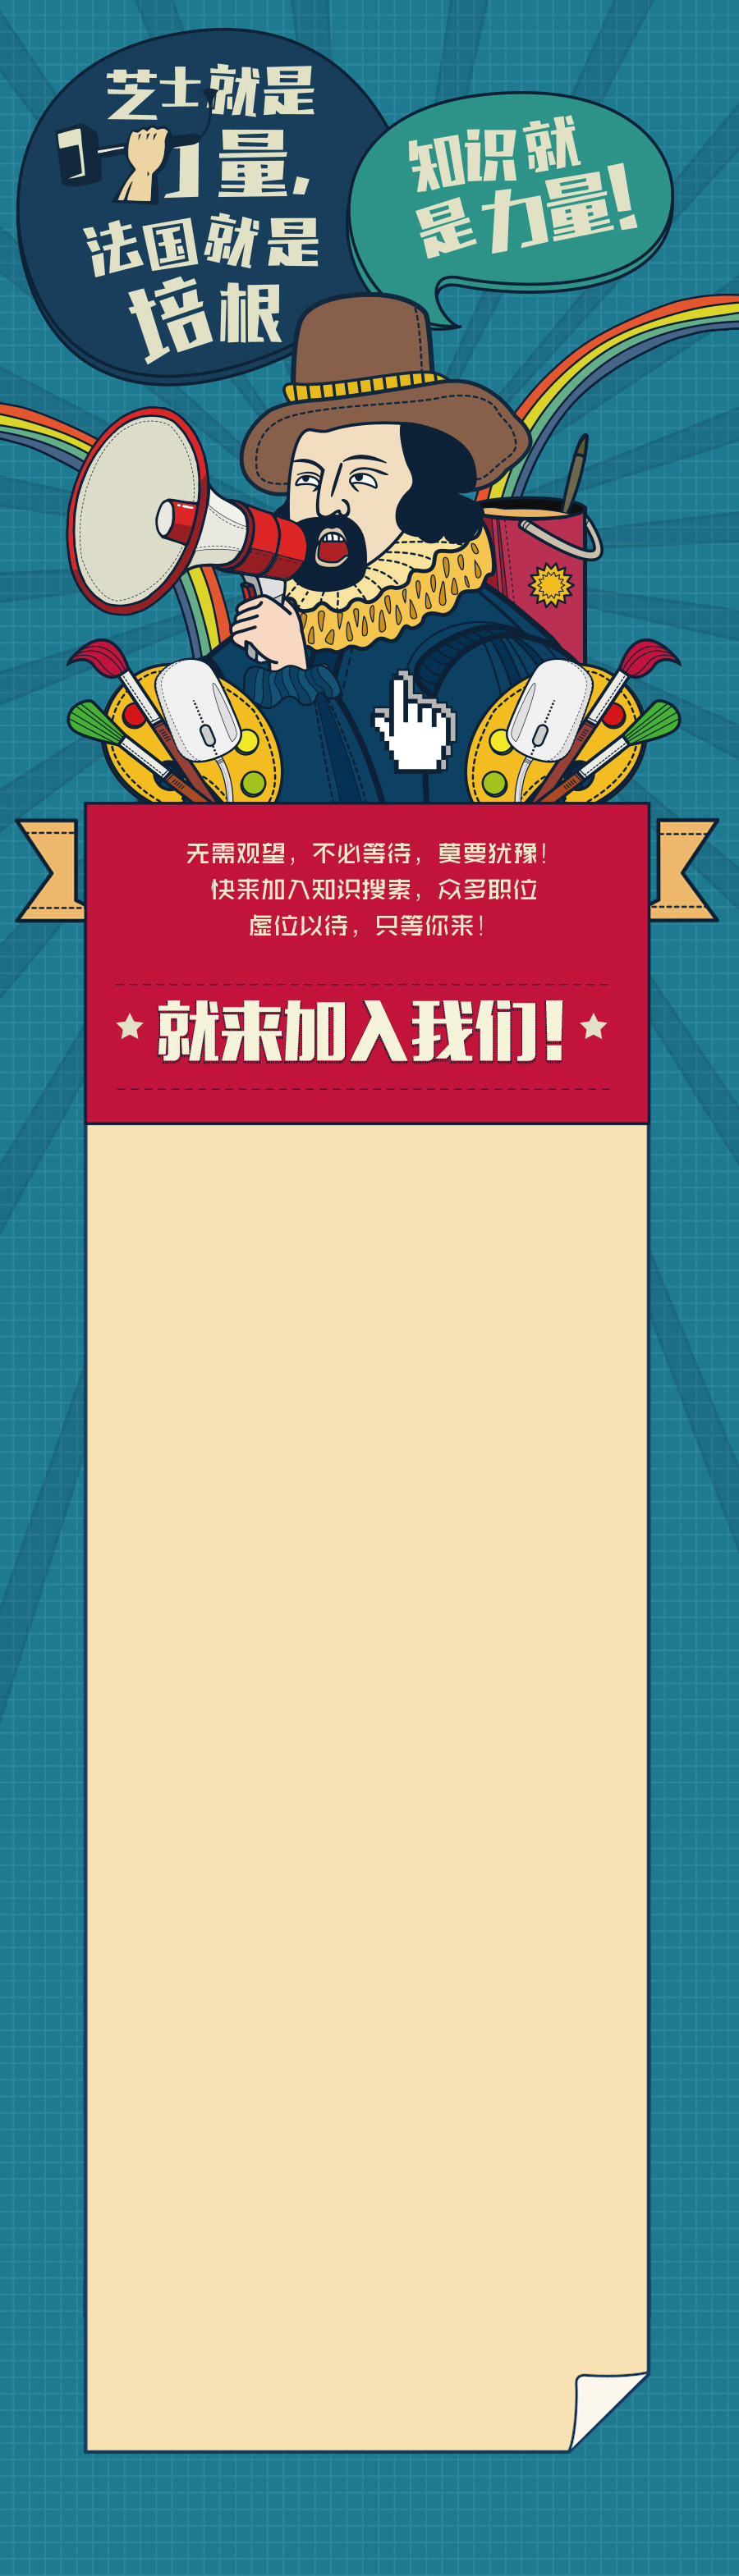 芝士就是
力量，
法国就是
培根
知识就
是力量！
无需观望，不必等待，莫要犹豫！
快来加入知识搜索，众多职位
虚位以待，只等你来！
就来加入我们！